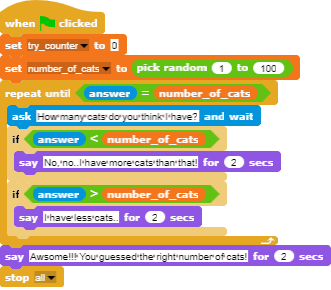 when clicked
set try_counter to 0
set number_of_cats to pick random 1 to 100
repeat until answer = number_of_cats
ask How many cats do you think I have? and wait
if answer < number_of_cats
say No, no..I have more cats than that! for 2 secs
if answer > number_of_cats
say I have less cats.. for 2 secs
say Awsome!!! You guessed the right number of cats! for 2 secs
stop all